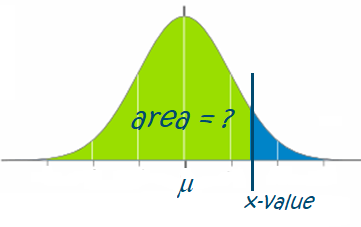 area = ?
μ
x-value